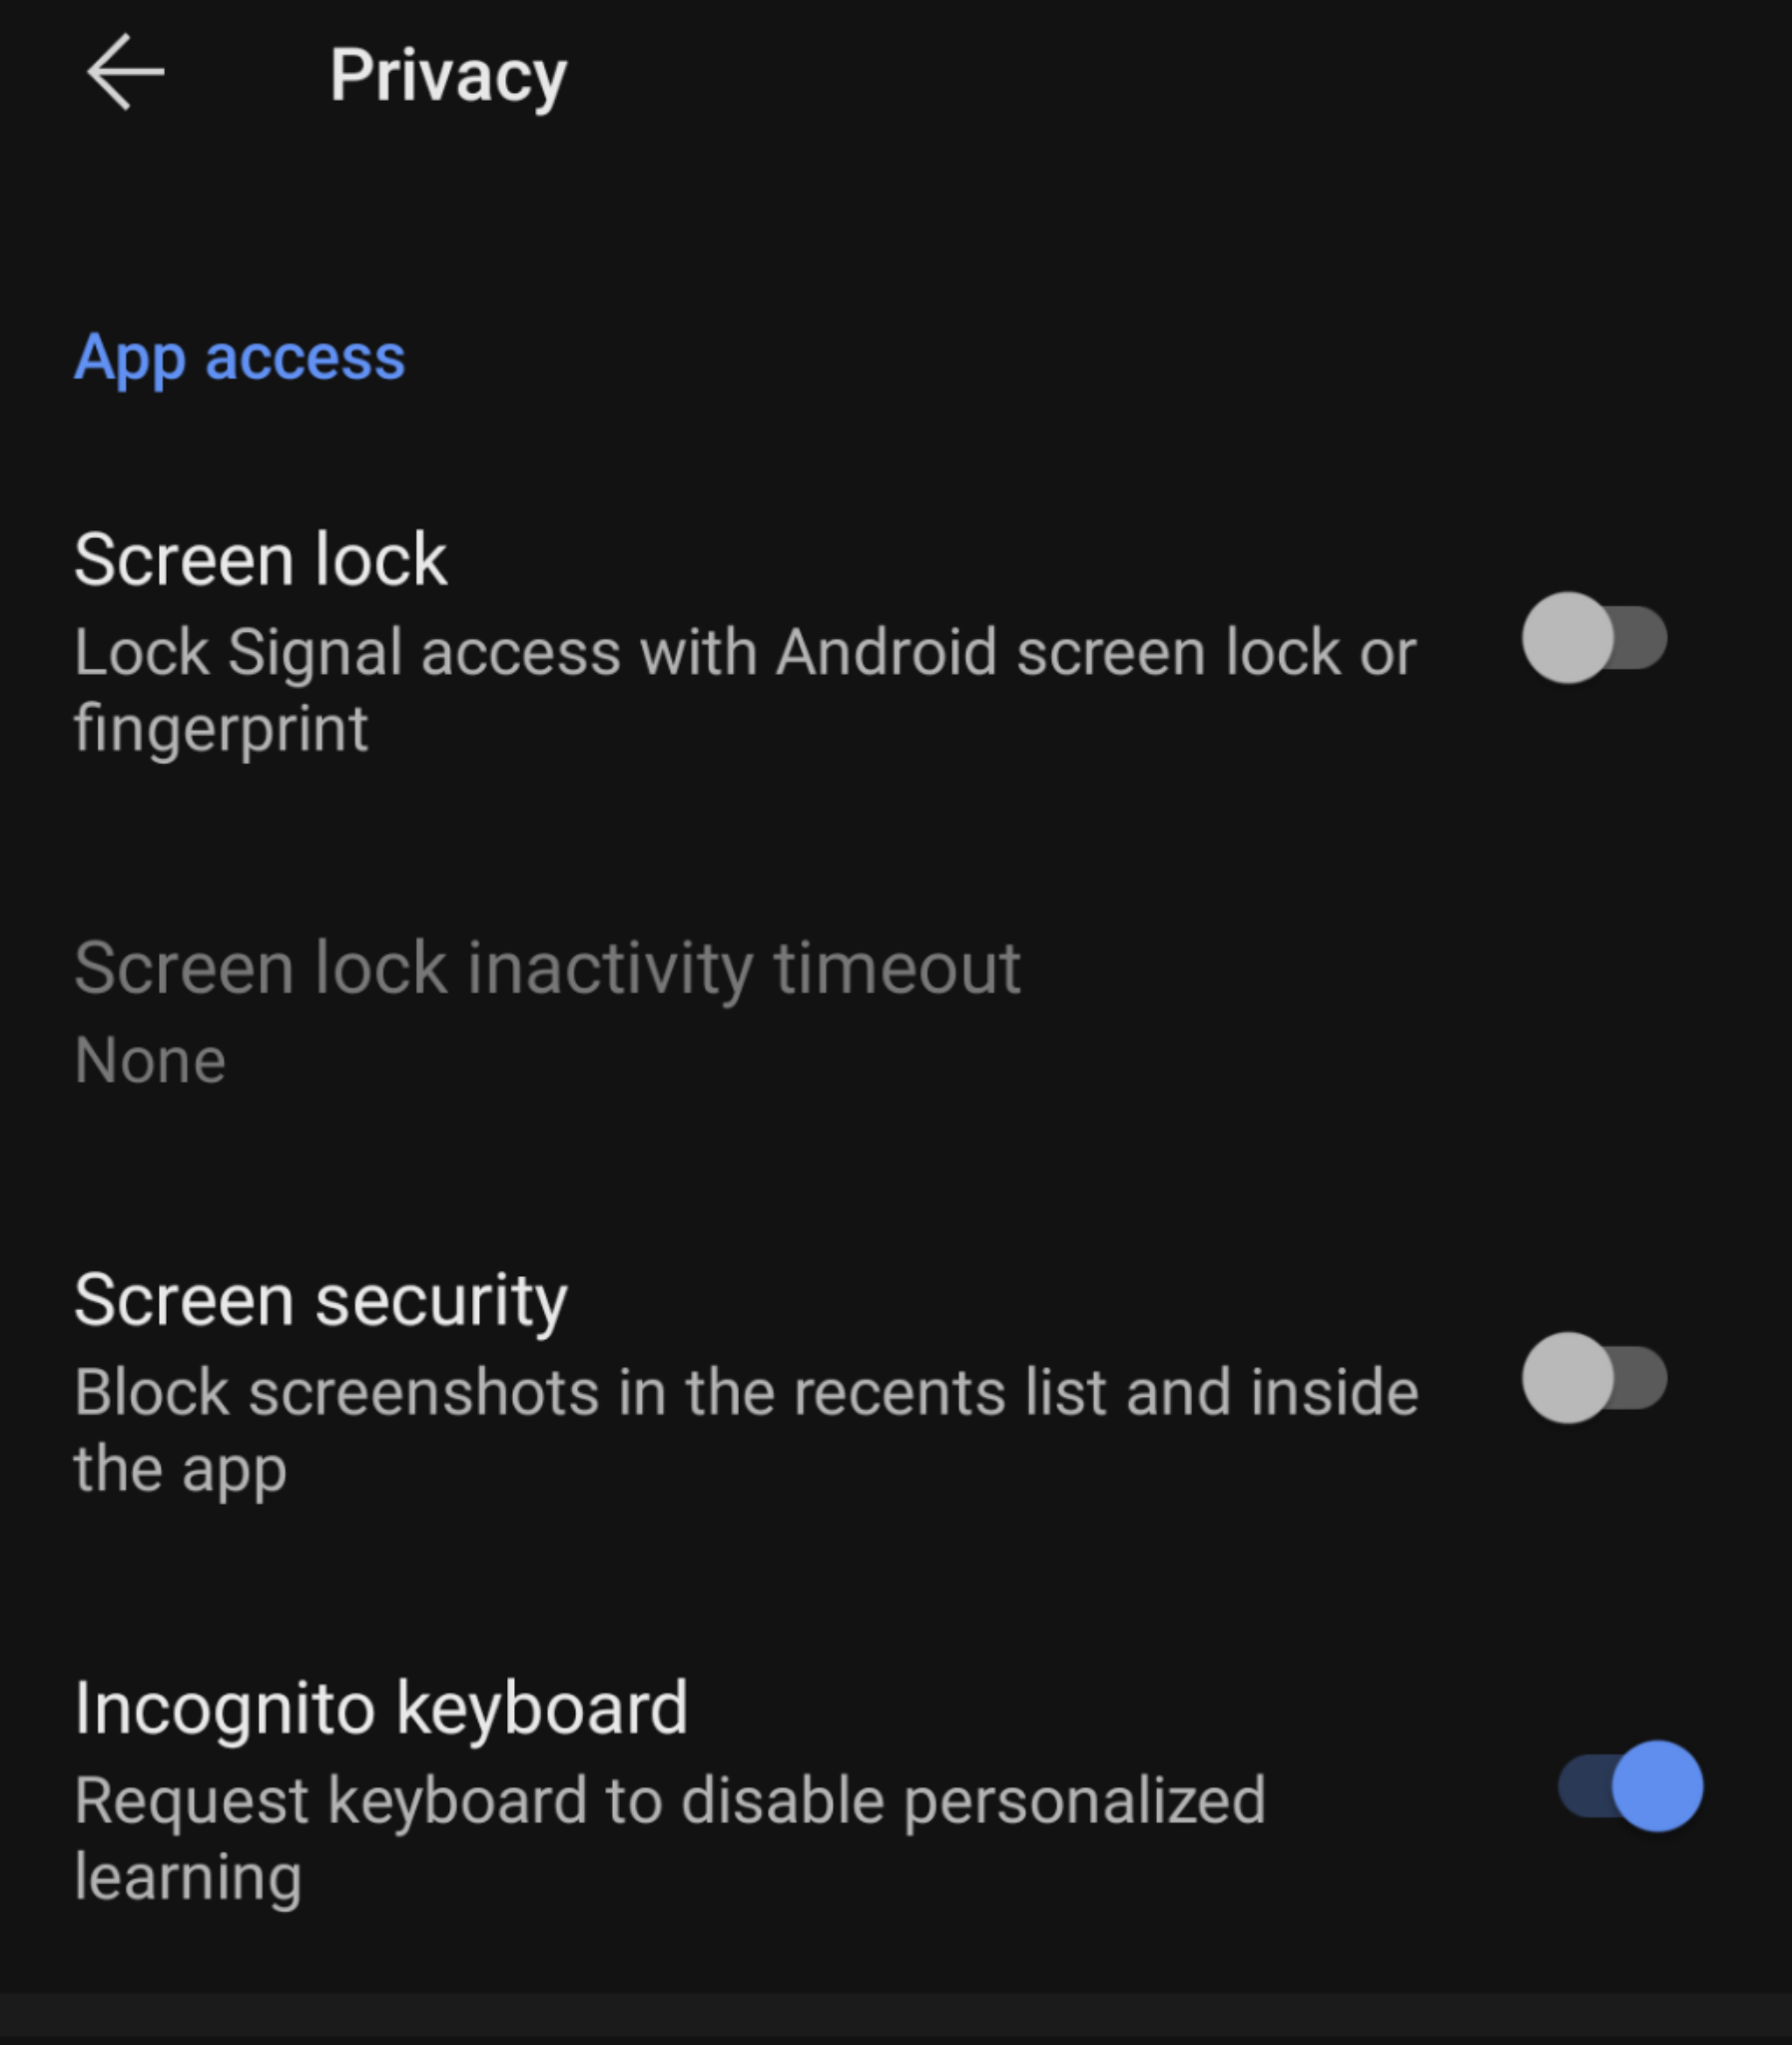 Privacy
App access
Screen lock
Lock Signal access with Android screen lock or
fingerprint
Screen lock inactivity timeout
None
Screen security
Block screenshots in the recents list and inside
the app
Incognito keyboard
Request keyboard to disable personalized
learning